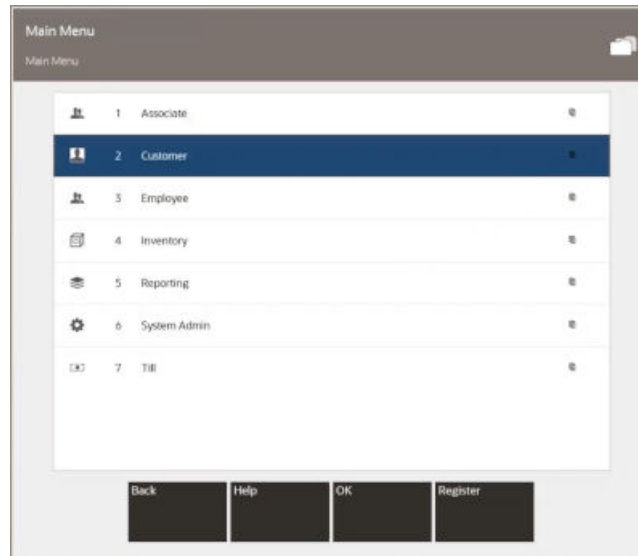 Main Menu
Main Menu
1 Associate
2 Customer
3 Employee
4 Inventory
5 Reporting
6 System Admin
7 Till
Back Help OK Register